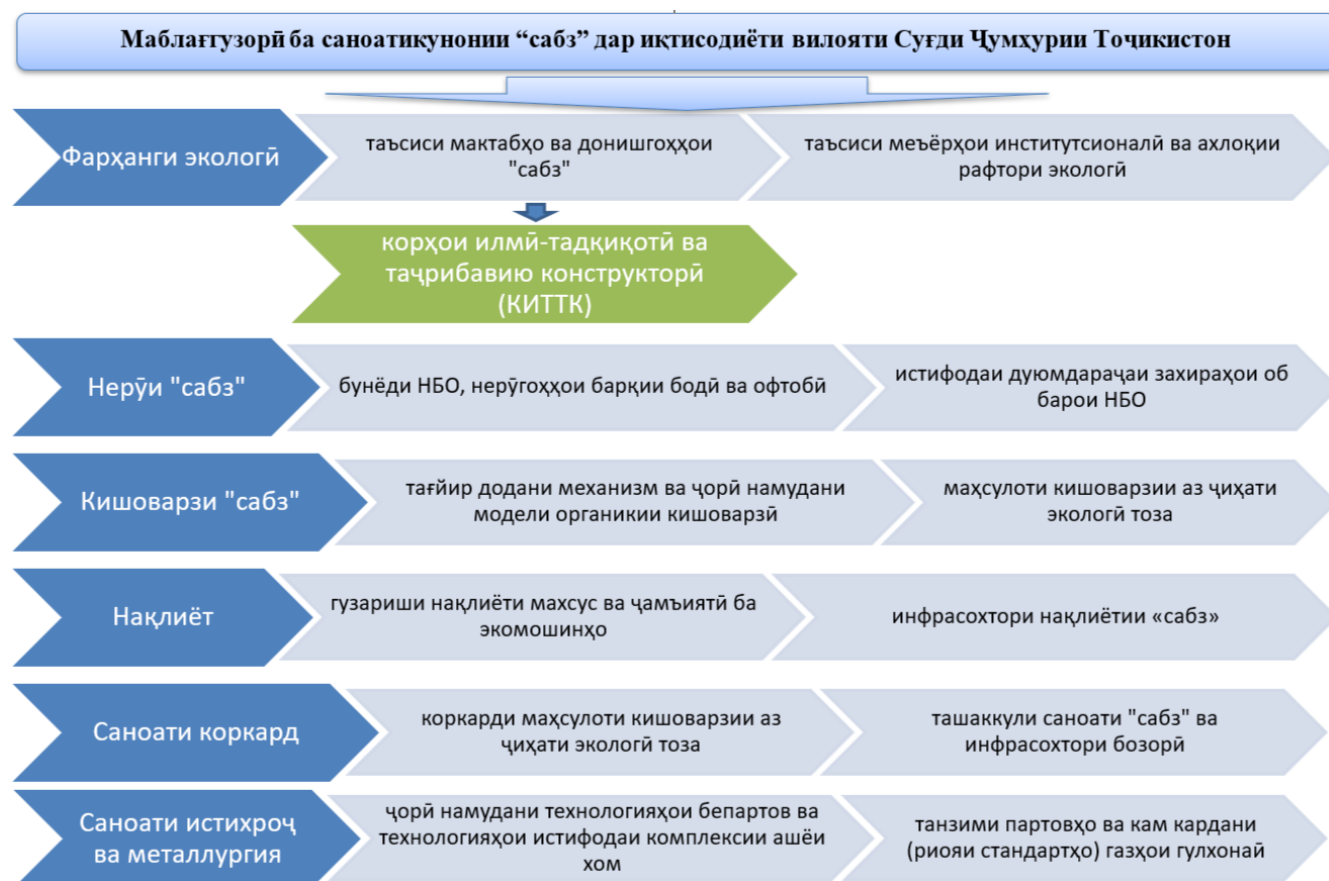 Маблағгузорӣ ба саноатикунонии “сабз” дар иқтисодиёти вилояти Суғди Ҷумҳурии Тоҷикистон
Фарҳанги экологӣ
таъсиси мактабҳо ва донишгоҳҳои
"сабз"
таъсиси меъёрҳои институтсионалӣ ва ахлоқии
рафтори экологӣ
корҳои илмӣ-тадқиқотӣ ва
таҷрибавию конструкторӣ
(КИТТК)
Нерӯи "сабз"
бунёди НБО, нерӯгоҳҳои барқии бодӣ ва офтобӣ
истифодаи дуюмдараҷаи захираҳои об
барои НБО
Кишоварзи "сабз"
тағйир додани механизм ва ҷорӣ намудани
модели органикии кишоварзӣ
маҳсулоти кишоварзии аз ҷиҳати
экологӣ тоза
Нақлиёт
гузариши нақлиёти махсус ва ҷамъиятӣ ба
экомошинҳо
инфрасохтори нақлиётии «сабз»
Саноати коркард
коркарди маҳсулоти кишоварзии аз
ҷиҳати экологӣ тоза
ташаккули саноати "сабз" ва
инфрасохтори бозорӣ
Саноати истихроҷ
ва металлургия
ҷорӣ намудани технологияҳои бепартов ва
технологияҳои истифодаи комплексии ашёи
хом
танзими партовҳо ва кам кардани
(риояи стандартҳо) газҳои гулхонаӣ